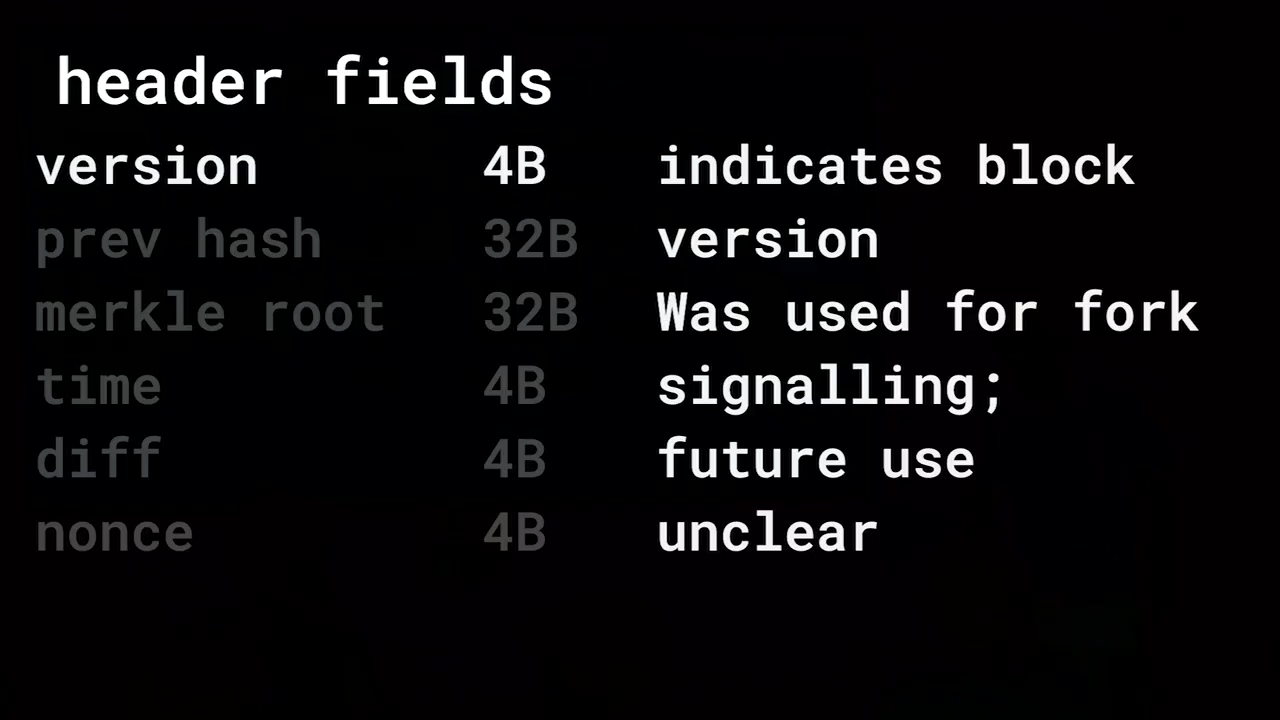 header fields
version 4B indicates block
prev hash 32B version
merkle root 32B Was used for fork
time 4B signalling;
diff 4B future use
nonce 4B unclear